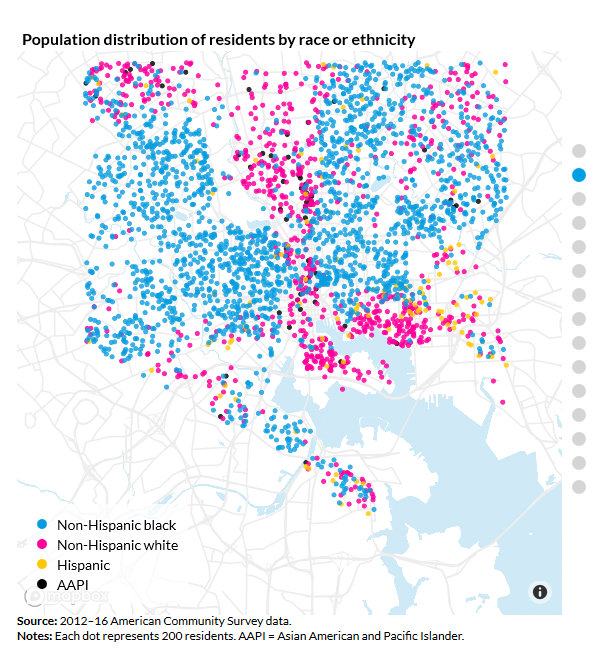 Population distribution of residents by race or ethnicity
Non-Hispanic black
Non-Hispanic white
Hispanic
AAPI
mapbox
Source: 2012–16 American Community Survey data.
Notes: Each dot represents 200 residents. AAPI = Asian American and Pacific Islander.